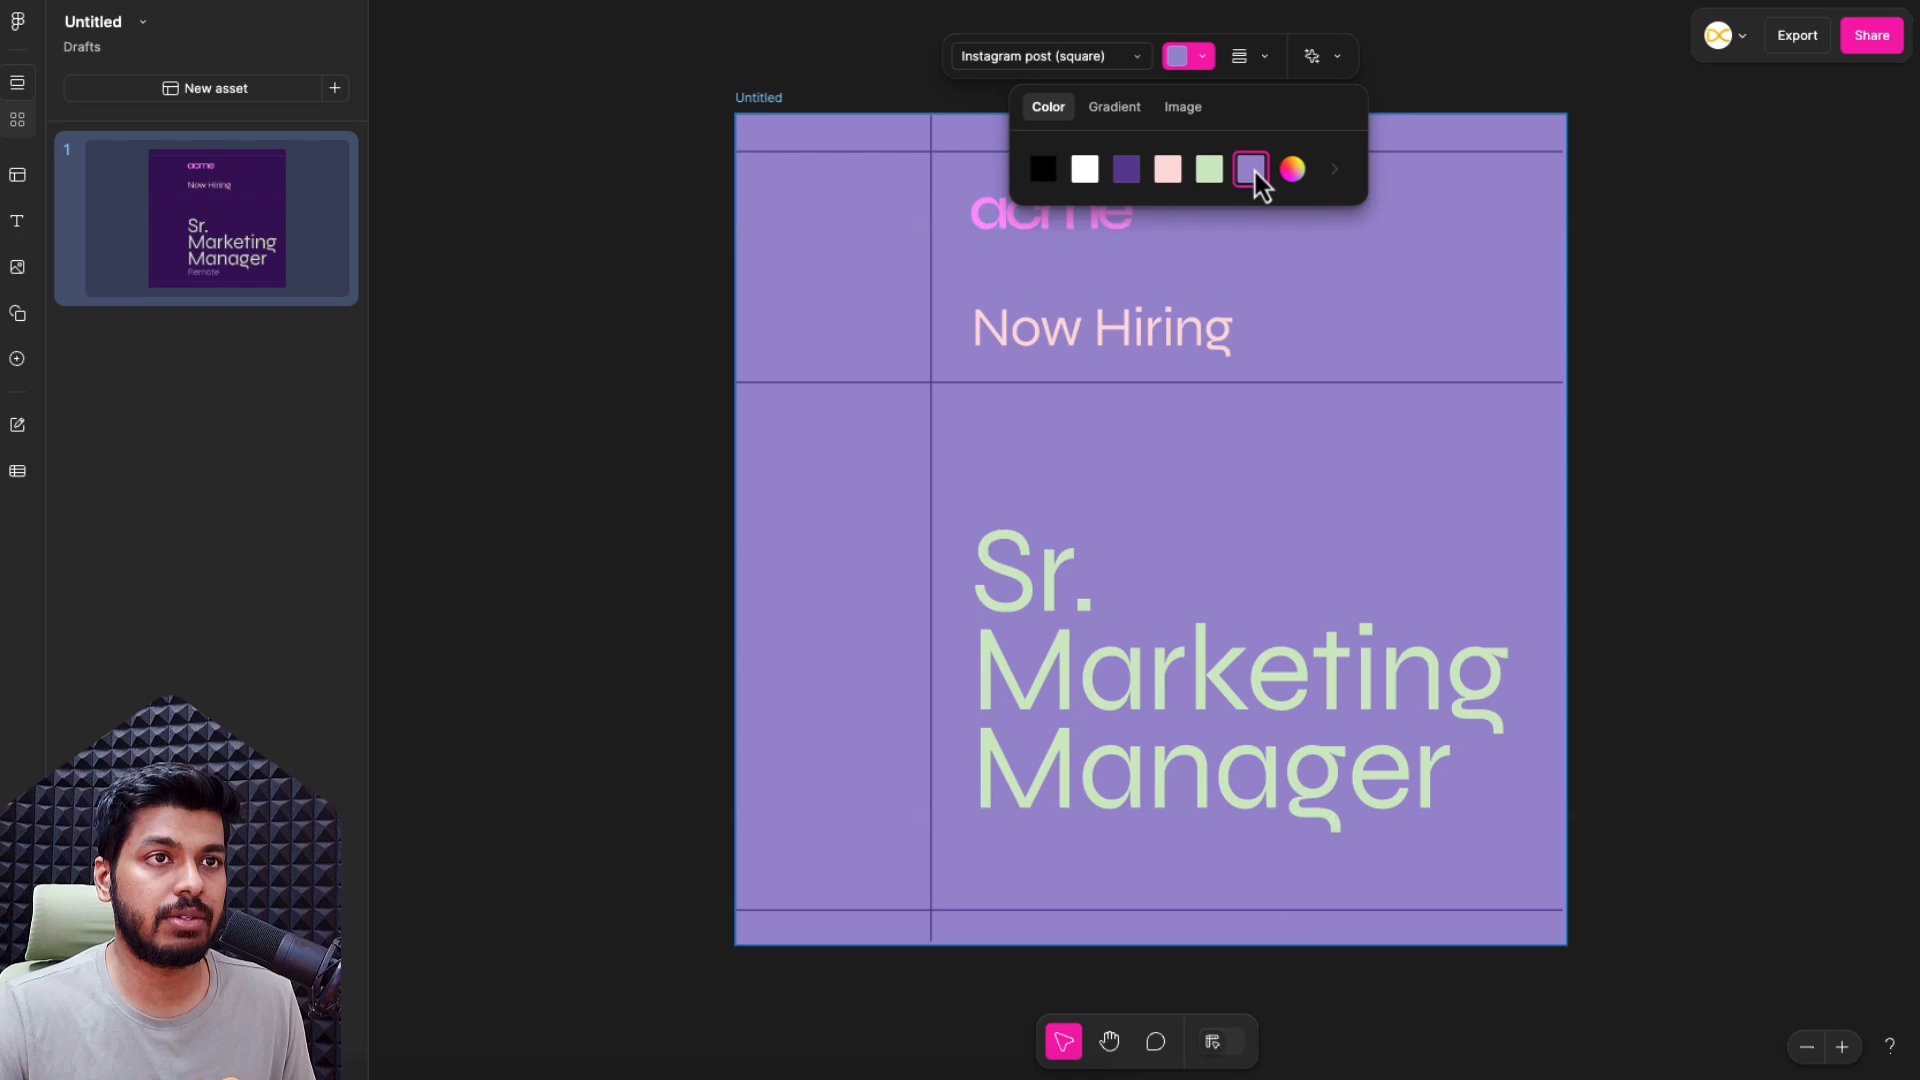 Untitled
Drafts
New asset
1
acme
Now Hiring
Sr.
Marketing
Manager
Remote
Instagram post (square)
Export
Share
Untitled
Color
Gradient
Image
acme
Now Hiring
Sr.
Marketing
Manager
?